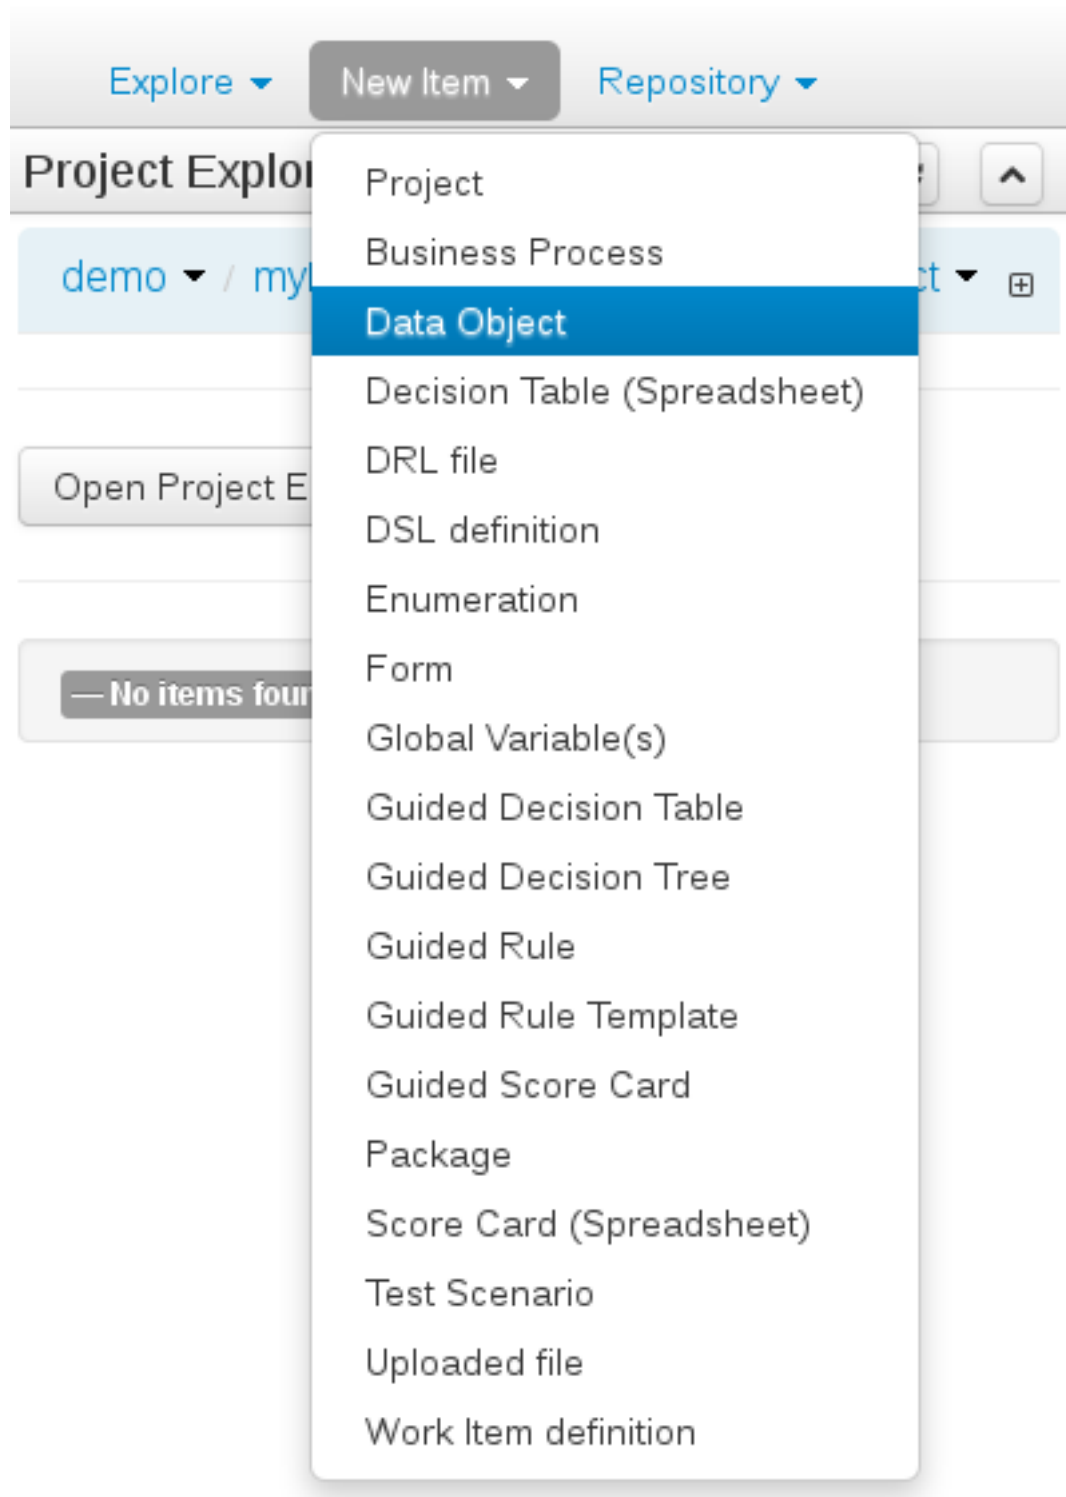 Explore New Item Repository
Project Explor
Project
Business Process
demo / my
Data Object
Decision Table (Spreadsheet)
DRL file
Open Project E
DSL definition
Enumeration
Form
— No items foun
Global Variable(s)
Guided Decision Table
Guided Decision Tree
Guided Rule
Guided Rule Template
Guided Score Card
Package
Score Card (Spreadsheet)
Test Scenario
Uploaded file
Work Item definition